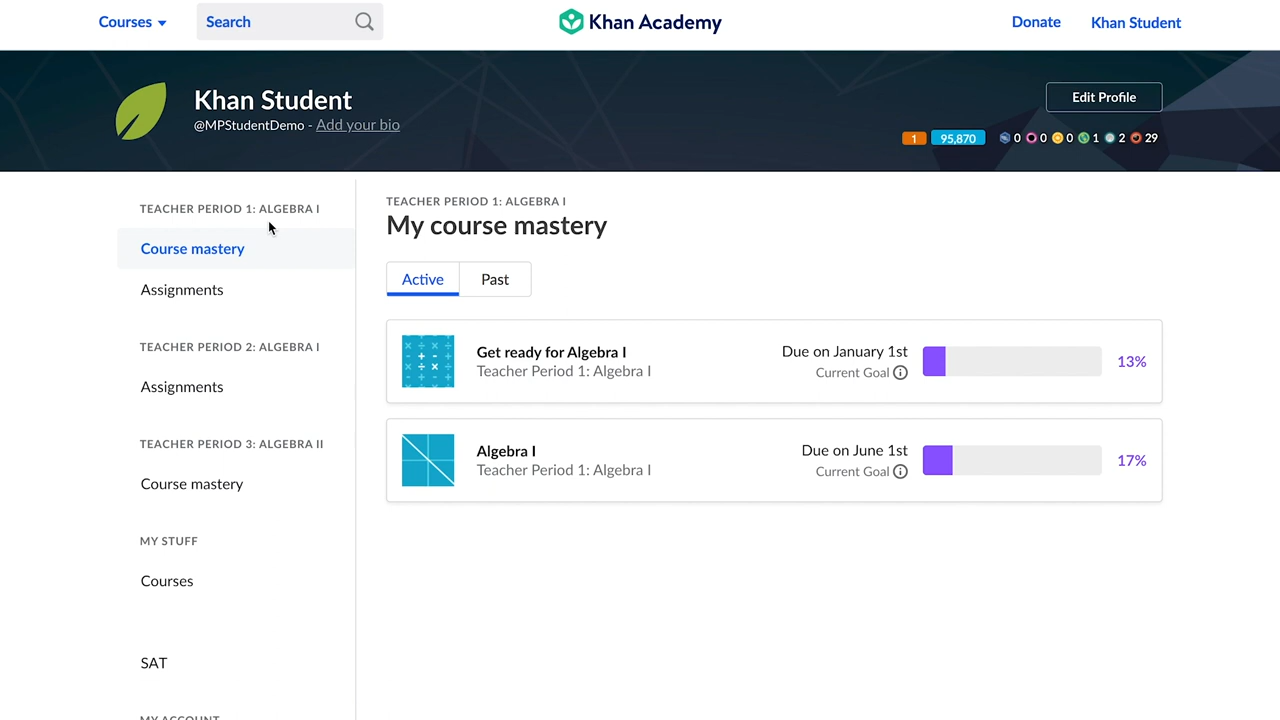 Courses
Search
Khan Academy
Donate
Khan Student
Khan Student
@MPStudentDemo - Add your bio
Edit Profile
1 95,870 0 0 0 1 2 29
TEACHER PERIOD 1: ALGEBRA I
Course mastery
Assignments
TEACHER PERIOD 2: ALGEBRA I
Assignments
TEACHER PERIOD 3: ALGEBRA II
Course mastery
MY STUFF
Courses
SAT
MY ACCOUNT
TEACHER PERIOD 1: ALGEBRA I
My course mastery
Active Past
Get ready for Algebra I
Teacher Period 1: Algebra I
Due on January 1st
Current Goal
13%
Algebra I
Teacher Period 1: Algebra I
Due on June 1st
Current Goal
17%